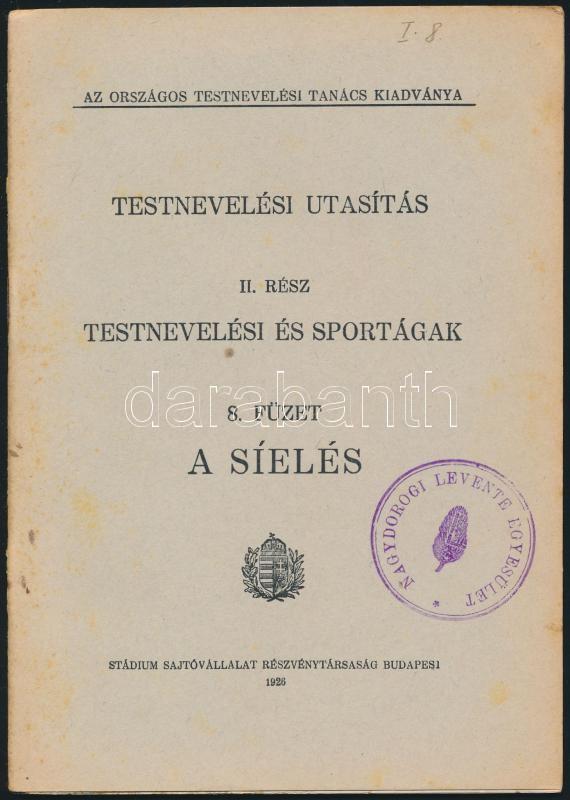 I. 8.
AZ ORSZÁGOS TESTNEVELÉSI TANÁCS KIADVÁNYA
TESTNEVELÉSI UTASÍTÁS
II. RÉSZ
TESTNEVELÉSI ÉS SPORTÁGAK
darabanth
8. FÜZET
A SÍELÉS
* NAGYDOROGI LEVENTE EGYESÜLET
STÁDIUM SAJTÓVÁLLALAT RÉSZVÉNYTÁRSASÁG BUDAPEST
1926